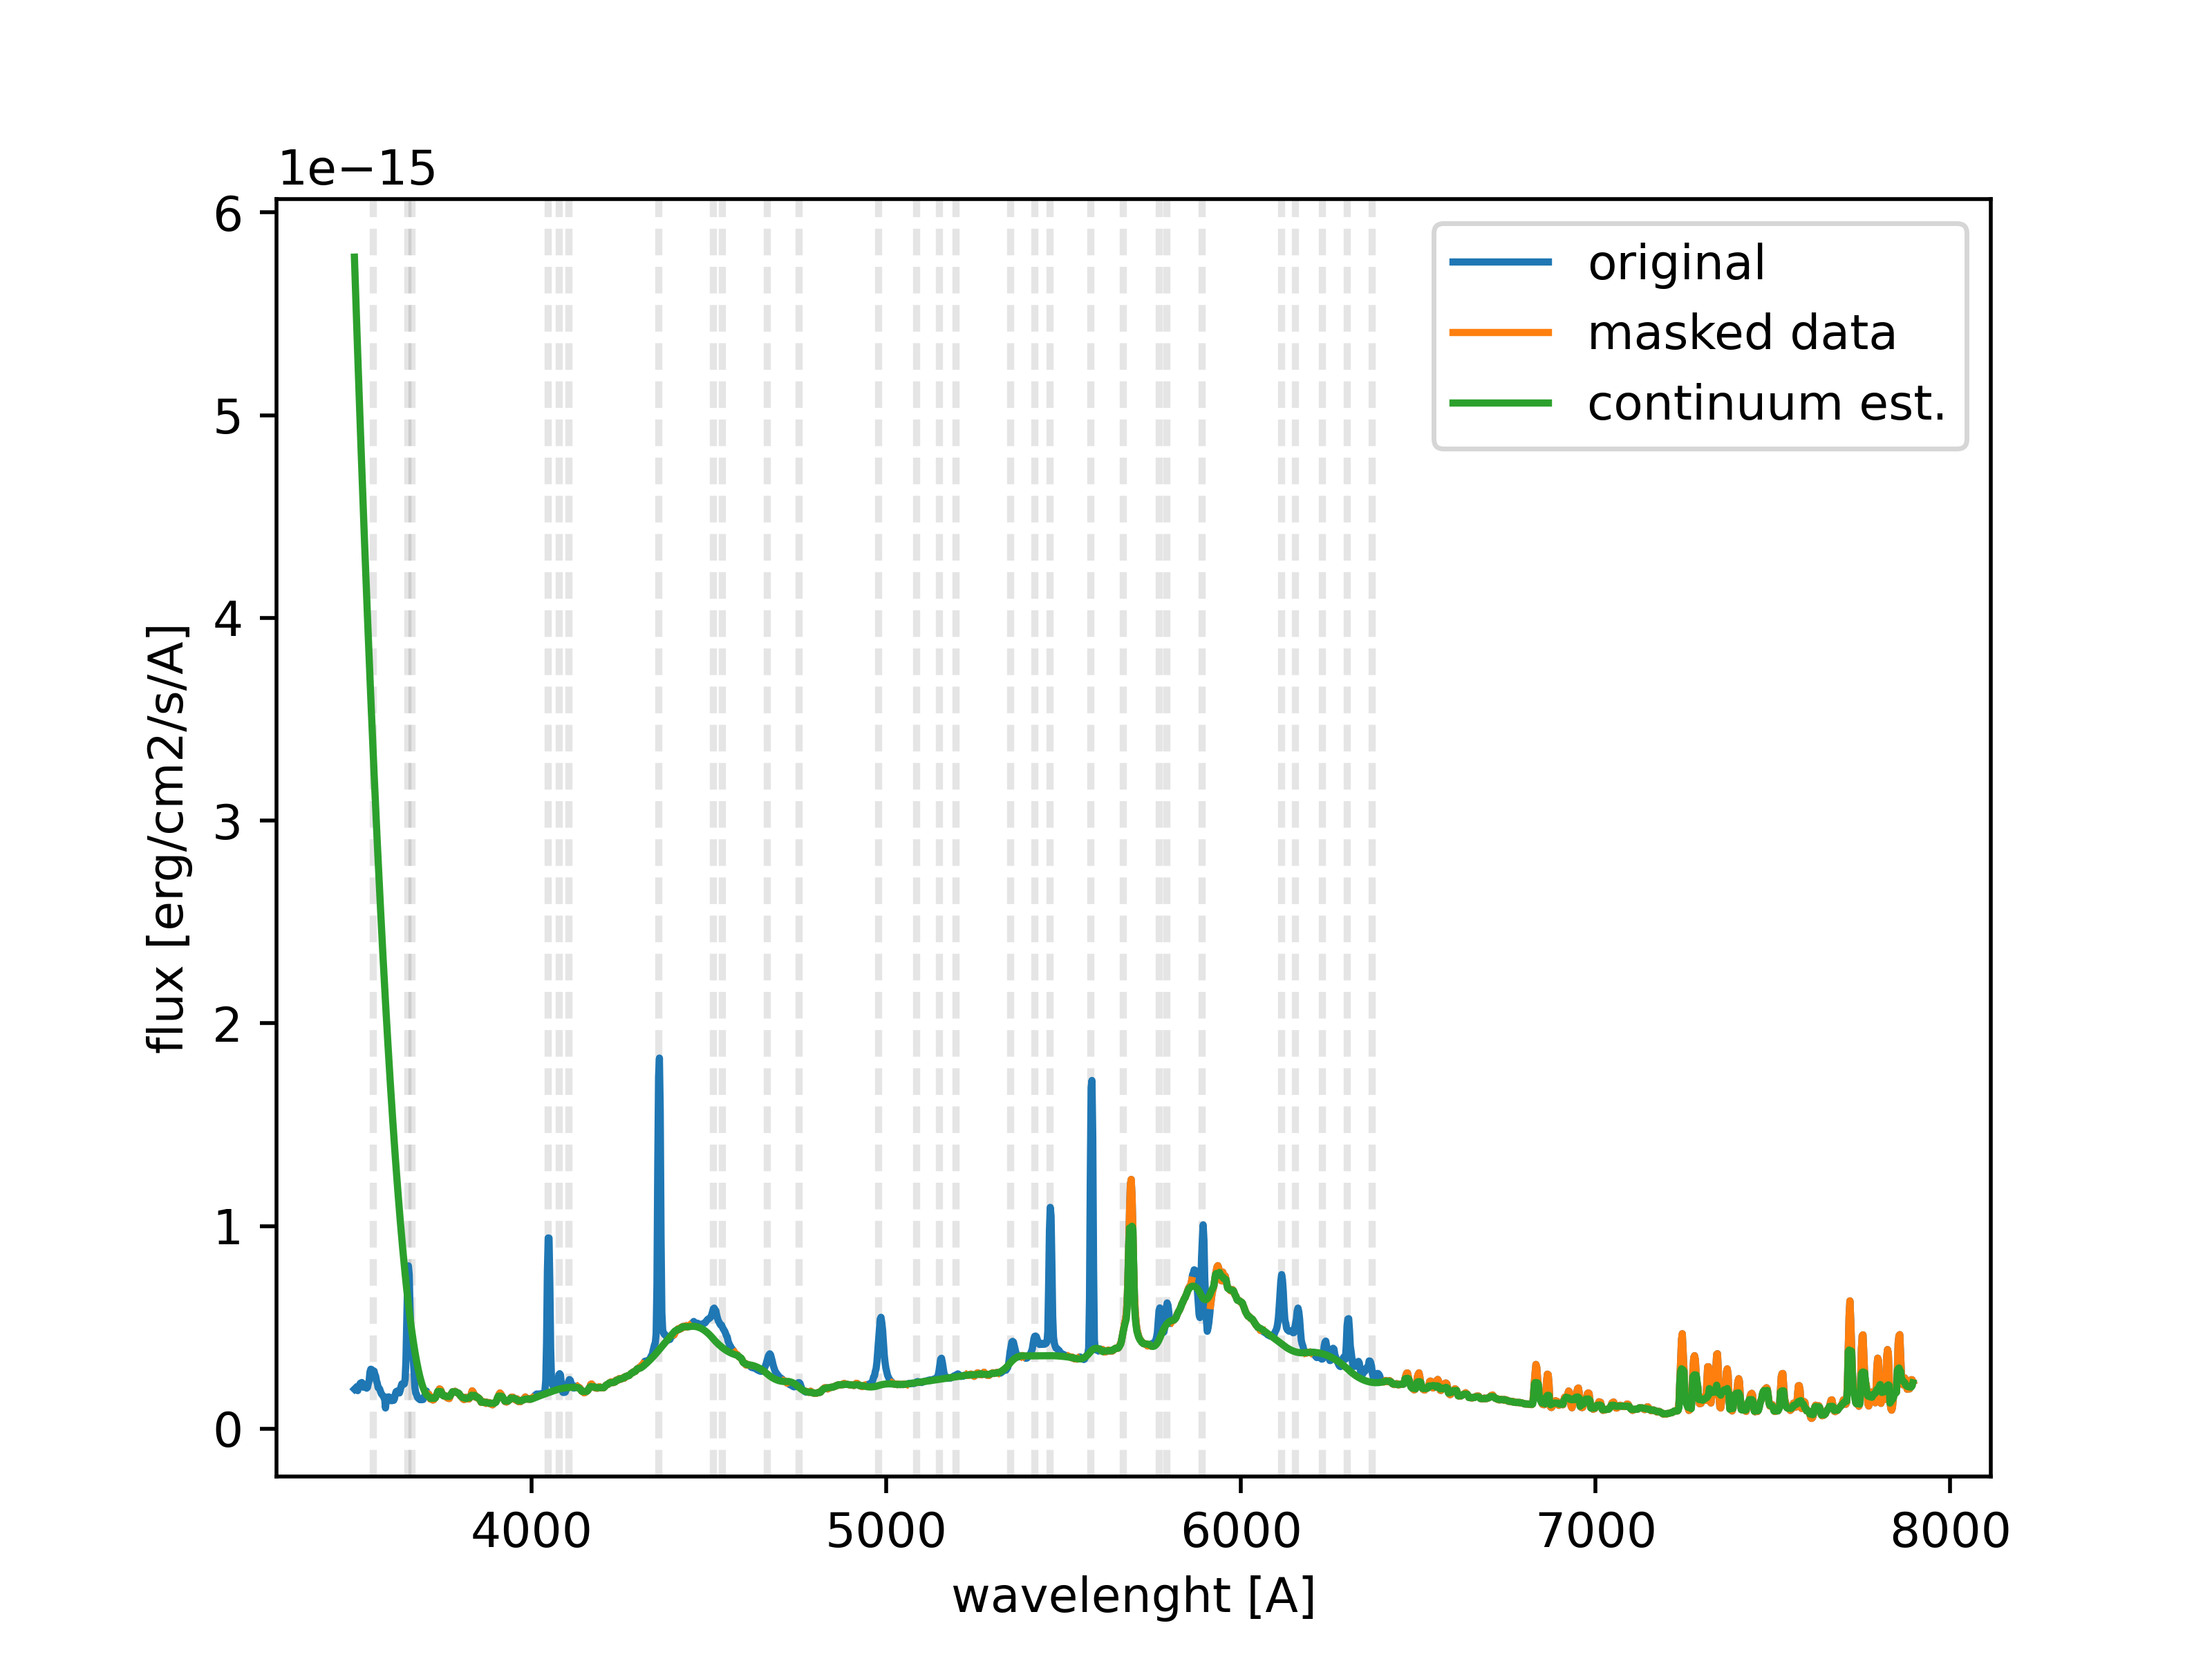 1e−15
6
5
4
3
2
1
0
flux [erg/cm2/s/A]
original
masked data
continuum est.
4000 5000 6000 7000 8000
wavelenght [A]